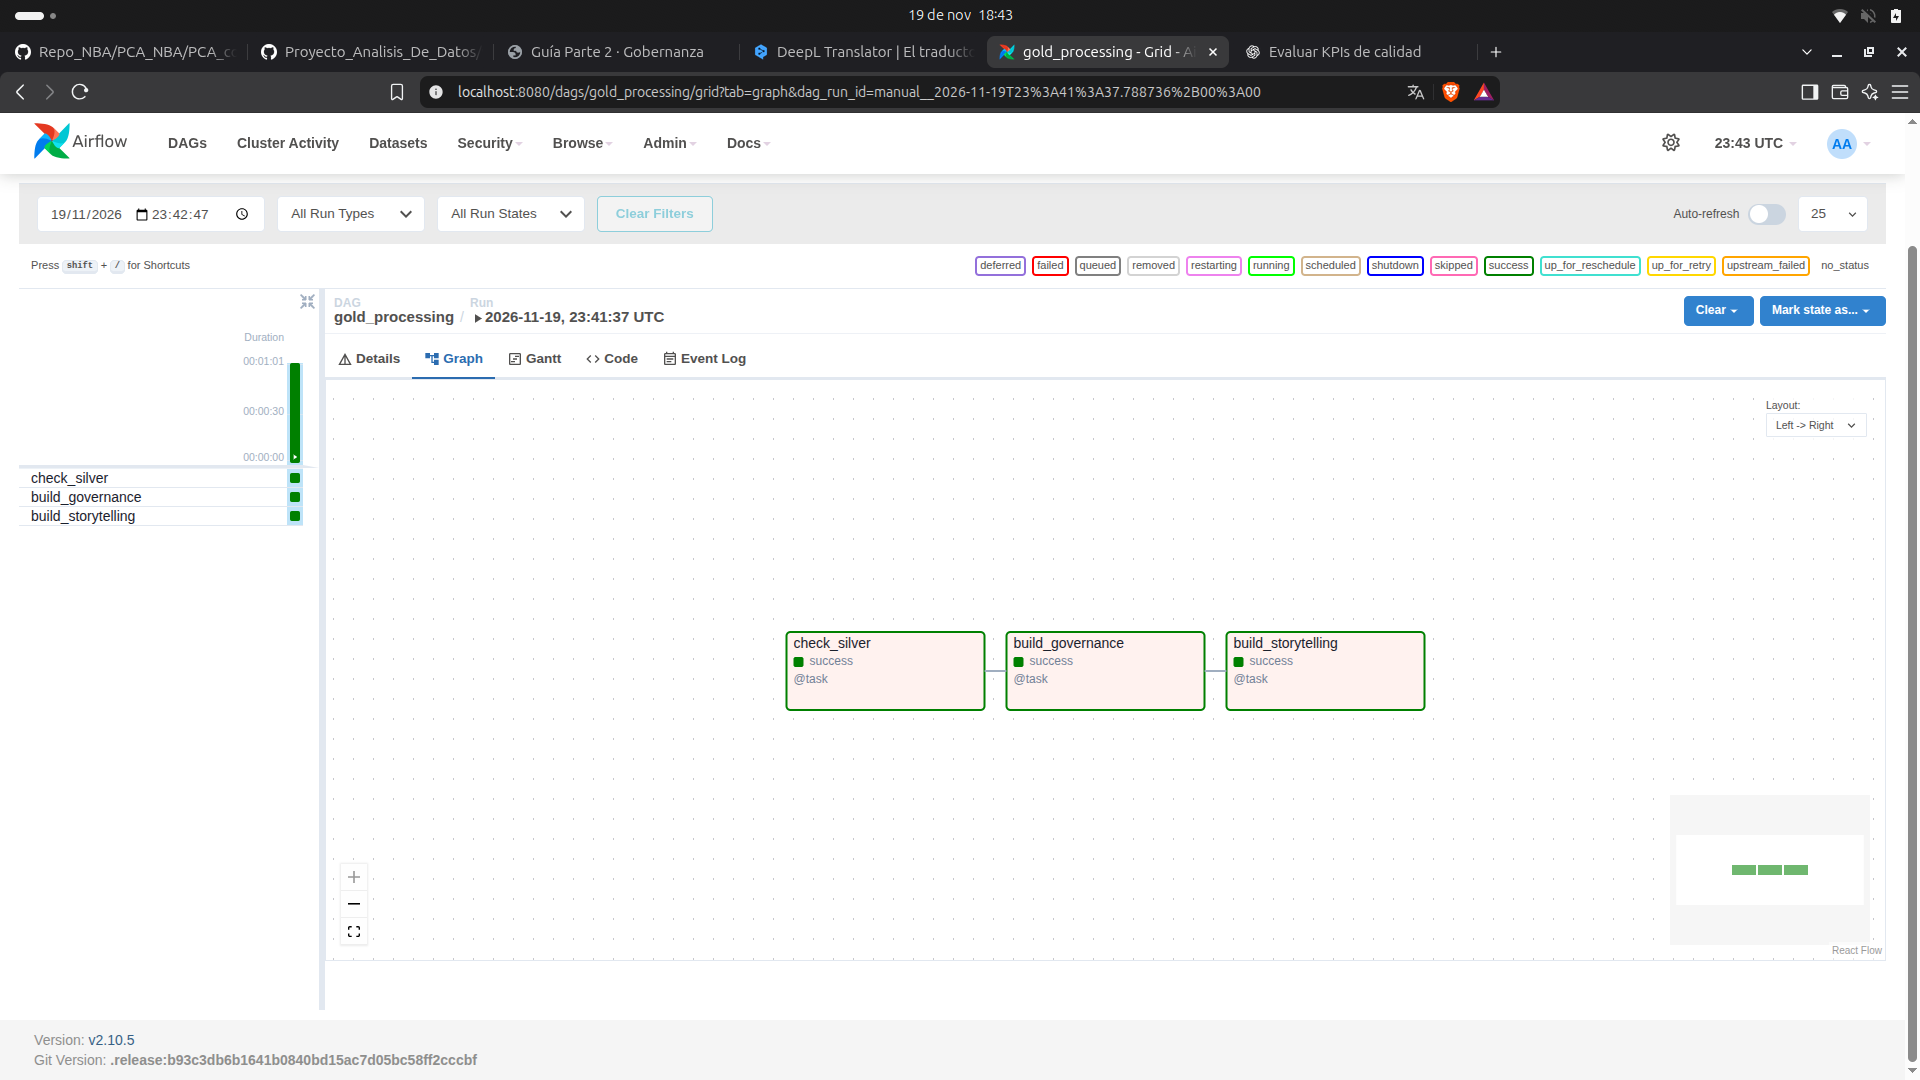 19 de nov 18:43
Repo_NBA/PCA_NBA/PCA_c
Proyecto_Analisis_De_Datos/
Guía Parte 2 · Gobernanza
DeepL Translator | El traducto
gold_processing - Grid - A
Evaluar KPIs de calidad
localhost:8080/dags/gold_processing/grid?tab=graph&dag_run_id=manual__2026-11-19T23%3A41%3A37.788736%2B00%3A00
Airflow
DAGs
Cluster Activity
Datasets
Security
Browse
Admin
Docs
23:43 UTC
AA
19/11/2026 23:42:47
All Run Types
All Run States
Clear Filters
Auto-refresh
25
Press shift + / for Shortcuts
deferred
failed
queued
removed
restarting
running
scheduled
shutdown
skipped
success
up_for_reschedule
up_for_retry
upstream_failed
no_status
DAG
gold_processing
/
Run
2026-11-19, 23:41:37 UTC
Clear
Mark state as...
Duration
00:01:01
00:00:30
00:00:00
check_silver
build_governance
build_storytelling
Details
Graph
Gantt
Code
Event Log
Layout:
Left -> Right
check_silver
success
@task
build_governance
success
@task
build_storytelling
success
@task
React Flow
Version: v2.10.5
Git Version: .release:b93c3db6b1641b0840bd15ac7d05bc58ff2cccbf